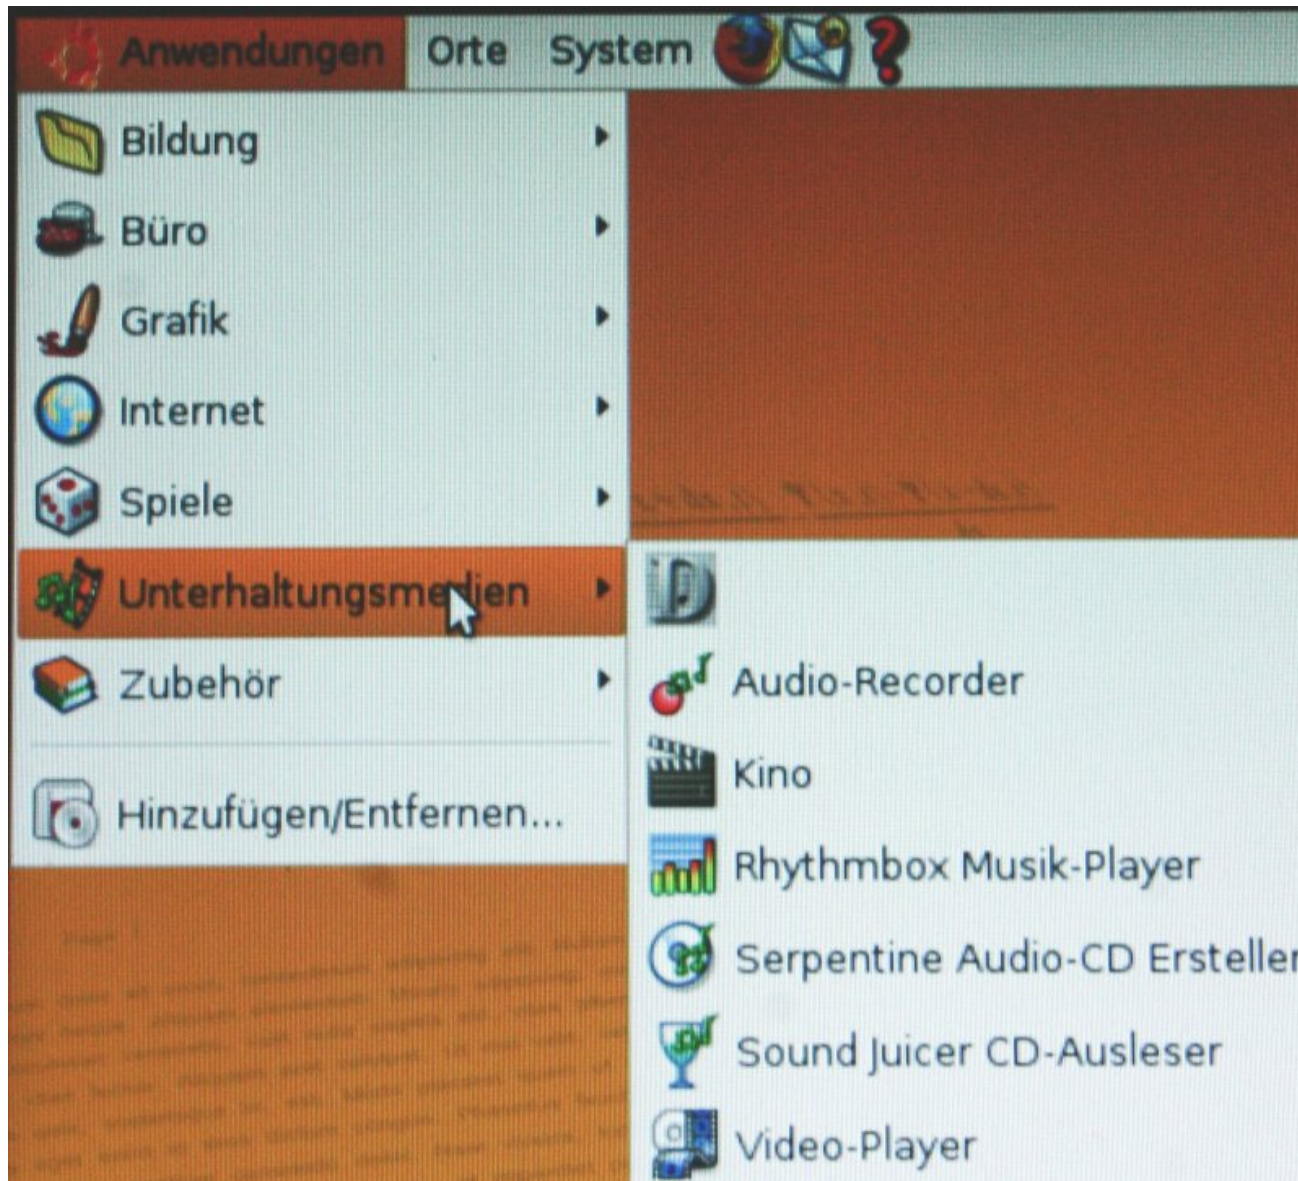 Anwendungen Orte System
Bildung
Büro
Grafik
Internet
Spiele
Unterhaltungsmedien
Zubehör
Hinzufügen/Entfernen...
Audio-Recorder
Kino
Rhythmbox Musik-Player
Serpentine Audio-CD Ersteller
Sound Juicer CD-Ausleser
Video-Player